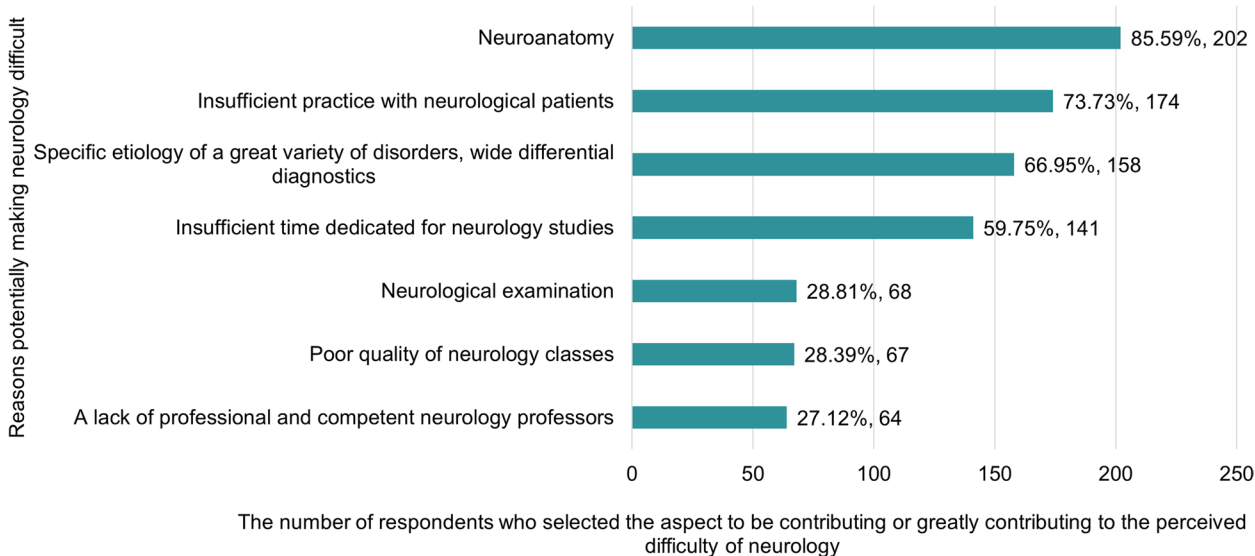 Reasons potentially making neurology difficult
Neuroanatomy
85.59%, 202
Insufficient practice with neurological patients
73.73%, 174
Specific etiology of a great variety of disorders, wide differential
diagnostics
66.95%, 158
Insufficient time dedicated for neurology studies
59.75%, 141
Neurological examination
28.81%, 68
Poor quality of neurology classes
28.39%, 67
A lack of professional and competent neurology professors
27.12%, 64
0 50 100 150 200 250
The number of respondents who selected the aspect to be contributing or greatly contributing to the perceived
difficulty of neurology